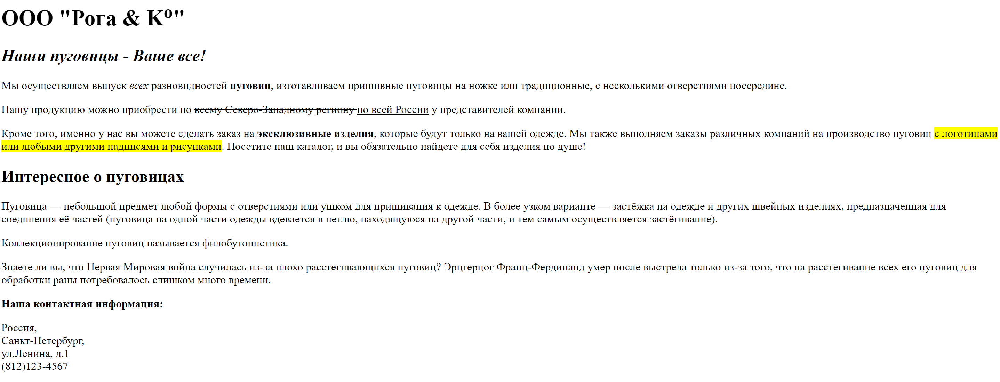 ООО "Рога & Kº"
Наши пуговицы - Ваше все!
Мы осуществляем выпуск всех разновидностей пуговиц, изготавливаем пришивные пуговицы на ножке или традиционные, с несколькими отверстиями посередине.
Нашу продукцию можно приобрести по всему Северо-Западному региону по всей России у представителей компании.
Кроме того, именно у нас вы можете сделать заказ на эксклюзивные изделия, которые будут только на вашей одежде. Мы также выполняем заказы различных компаний на производство пуговиц с логотипами
или любыми другими надписями и рисунками. Посетите наш каталог, и вы обязательно найдете для себя изделия по душе!
Интересное о пуговицах
Пуговица — небольшой предмет любой формы с отверстиями или ушком для пришивания к одежде. В более узком варианте — застёжка на одежде и других швейных изделиях, предназначенная для
соединения её частей (пуговица на одной части одежды вдевается в петлю, находящуюся на другой части, и тем самым осуществляется застёгивание).
Коллекционирование пуговиц называется филобутонистика.
Знаете ли вы, что Первая Мировая война случилась из-за плохо расстегивающихся пуговиц? Эрцгерцог Франц-Фердинанд умер после выстрела только из-за того, что на расстегивание всех его пуговиц для
обработки раны потребовалось слишком много времени.
Наша контактная информация:
Россия,
Санкт-Петербург,
ул.Ленина, д.1
(812)123-4567